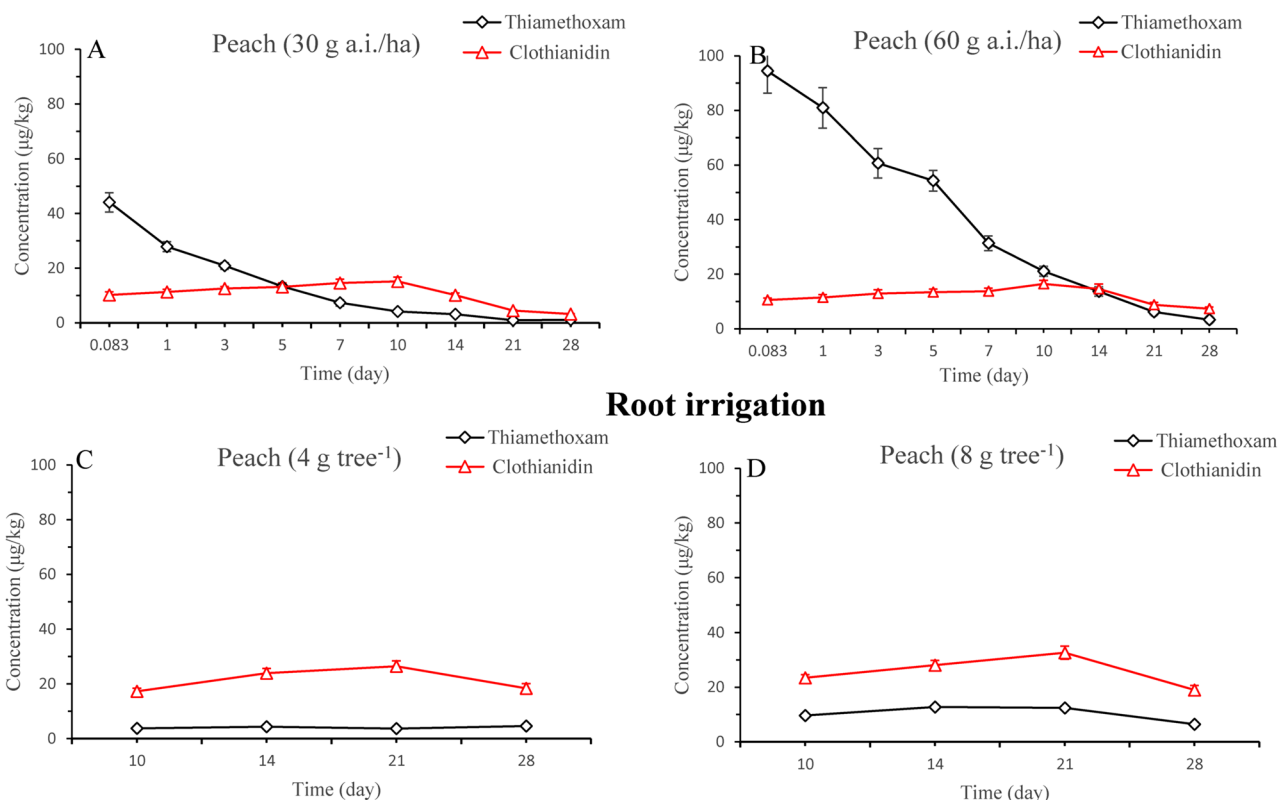 A
Peach (30 g a.i./ha)
Thiamethoxam
Clothianidin
Concentration (μg/kg)
100
80
60
40
20
0
0.083 1 3 5 7 10 14 21 28
Time (day)
B
Peach (60 g a.i./ha)
Thiamethoxam
Clothianidin
Concentration (μg/kg)
100
80
60
40
20
0
0.083 1 3 5 7 10 14 21 28
Time (day)
Root irrigation
C
Peach (4 g tree⁻¹)
Thiamethoxam
Clothianidin
Concentration (μg/kg)
100
80
60
40
20
0
10 14 21 28
Time (day)
D
Peach (8 g tree⁻¹)
Thiamethoxam
Clothianidin
Concentration (μg/kg)
100
80
60
40
20
0
10 14 21 28
Time (day)